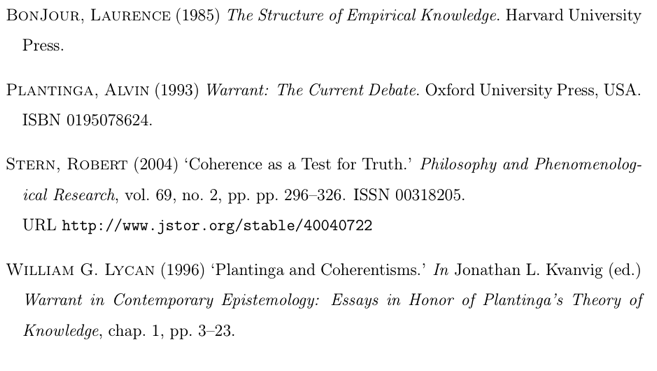 BONJOUR, LAURENCE (1985) The Structure of Empirical Knowledge. Harvard University
Press.
PLANTINGA, ALVIN (1993) Warrant: The Current Debate. Oxford University Press, USA.
ISBN 0195078624.
STERN, ROBERT (2004) ‘Coherence as a Test for Truth.’ Philosophy and Phenomenolog-
ical Research, vol. 69, no. 2, pp. pp. 296–326. ISSN 00318205.
URL http://www.jstor.org/stable/40040722
WILLIAM G. LYCAN (1996) ‘Plantinga and Coherentisms.’ In Jonathan L. Kvanvig (ed.)
Warrant in Contemporary Epistemology: Essays in Honor of Plantinga’s Theory of
Knowledge, chap. 1, pp. 3–23.